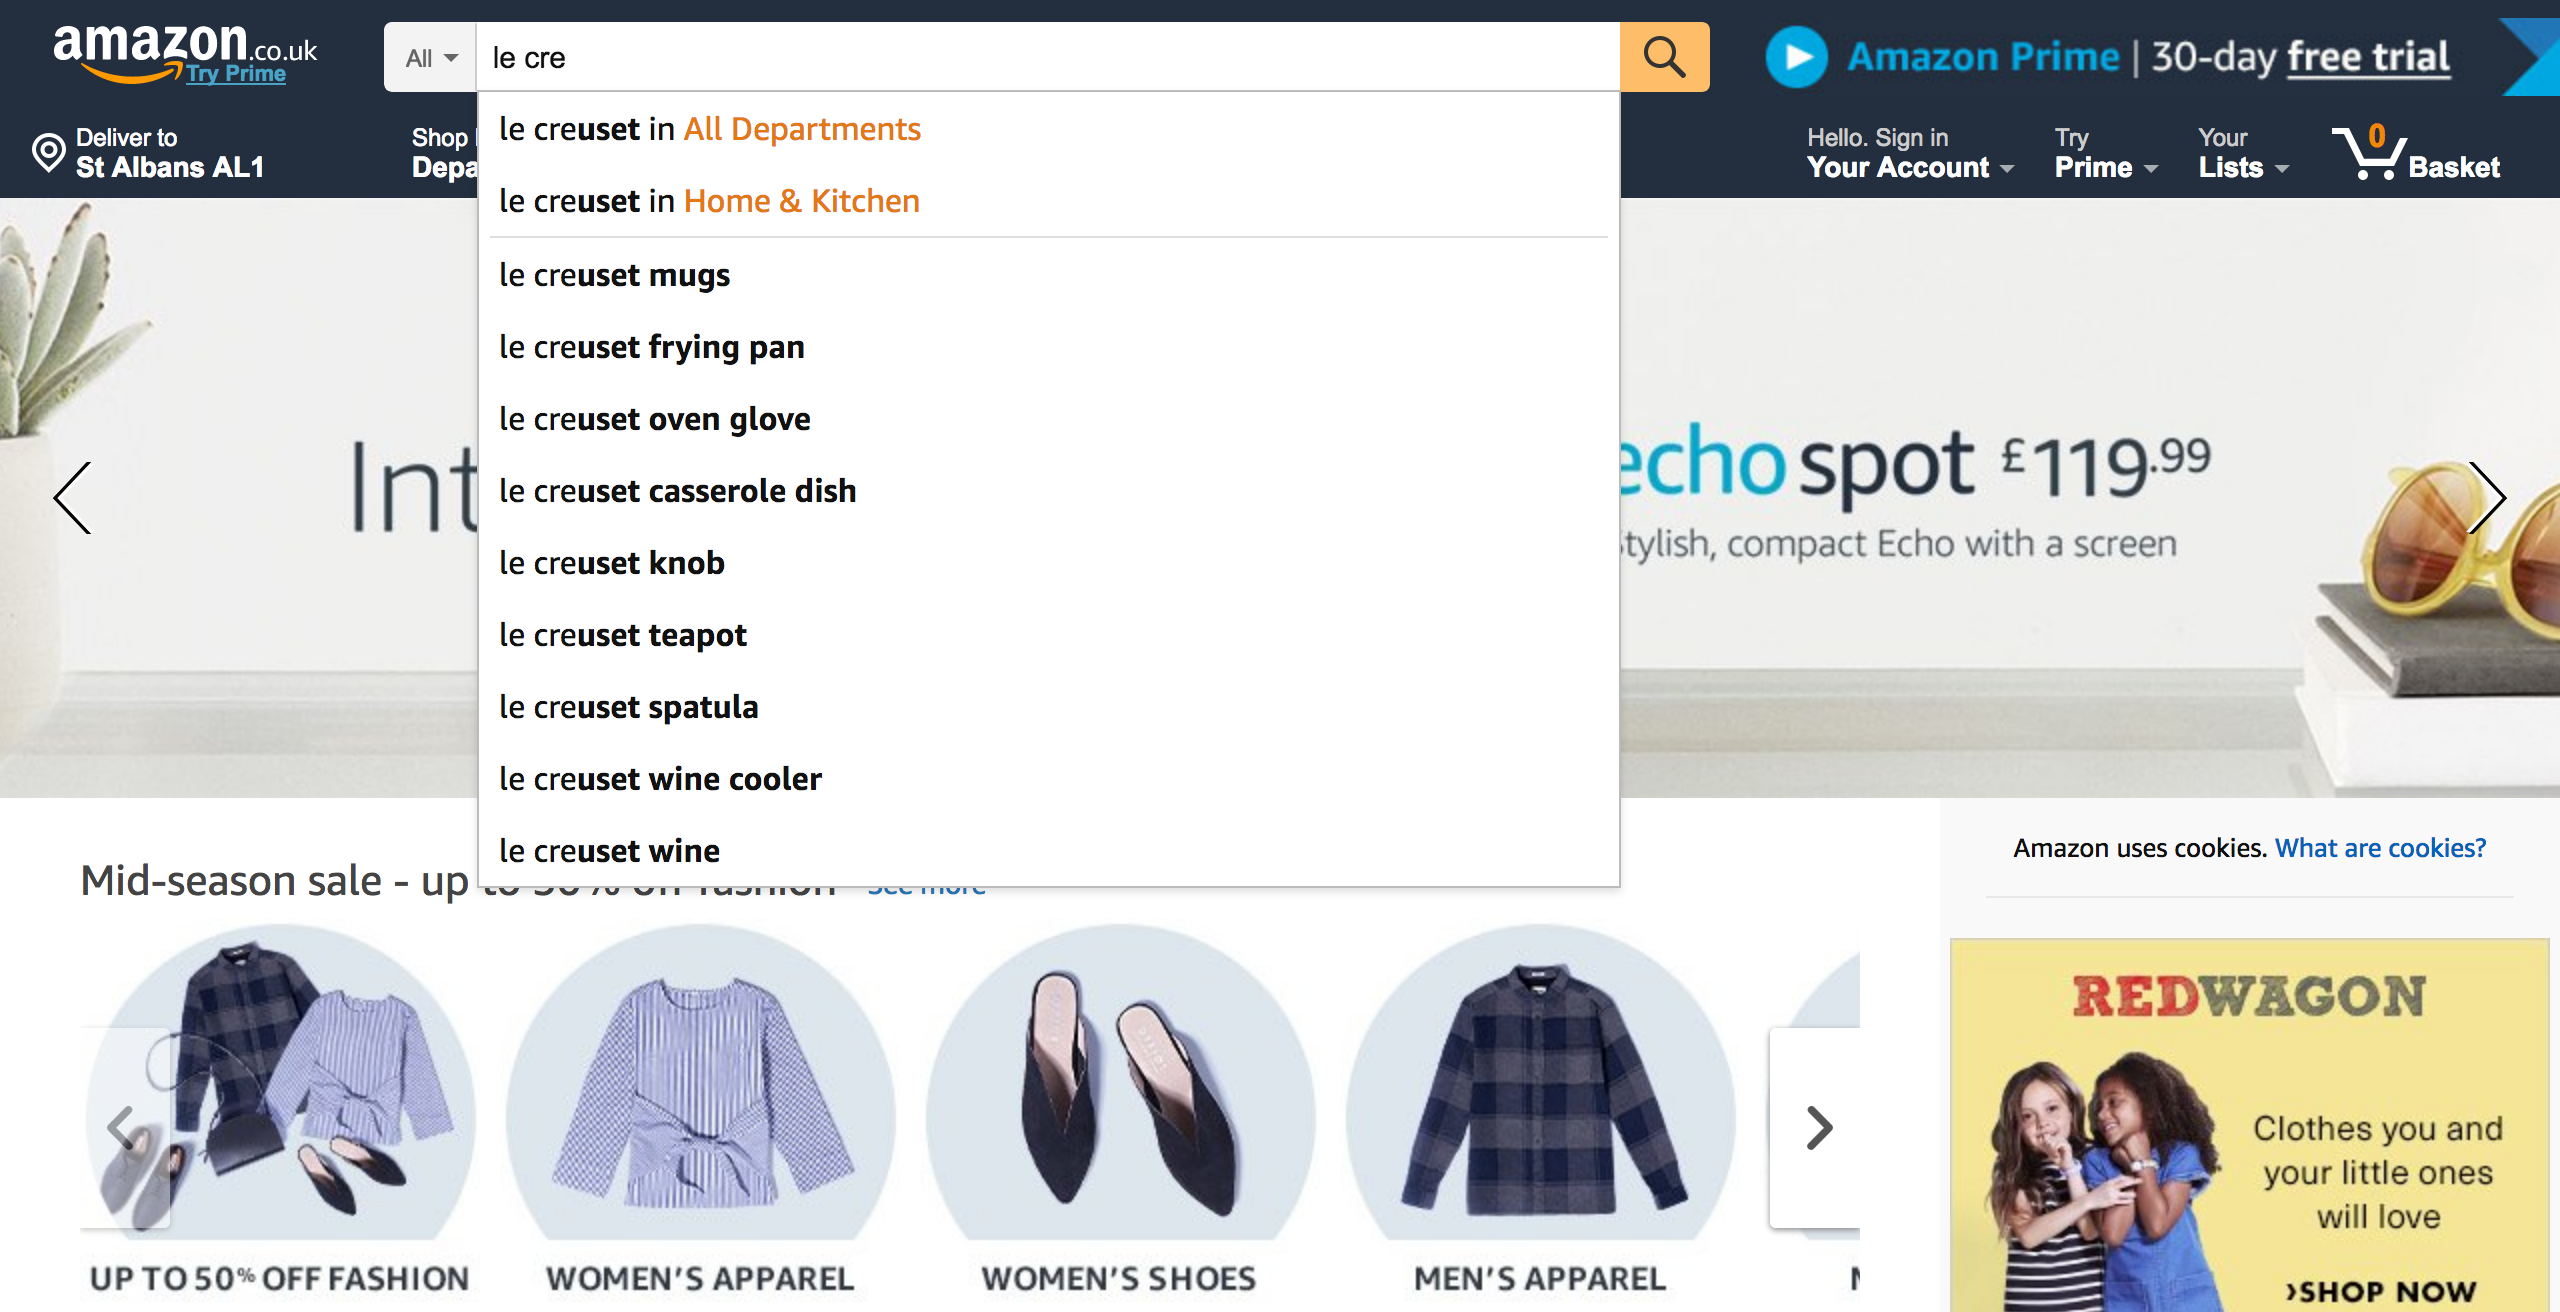 amazon.co.uk
Try Prime
All
le cre
Amazon Prime | 30-day free trial
Deliver to
St Albans AL1
Shop
Hello. Sign in
Your Account
Try
Prime
Your
Lists
0
Basket
le creuset in All Departments
le creuset in Home & Kitchen
le creuset mugs
le creuset frying pan
le creuset oven glove
le creuset casserole dish
le creuset knob
le creuset teapot
le creuset spatula
le creuset wine cooler
le creuset wine
echo spot £119.99
compact Echo with a screen
Mid-season sale - up
Amazon uses cookies. What are cookies?
UP TO 50% OFF FASHION
WOMEN'S APPAREL
WOMEN'S SHOES
MEN'S APPAREL
REDWAGON
Clothes you and
your little ones
will love
›SHOP NOW